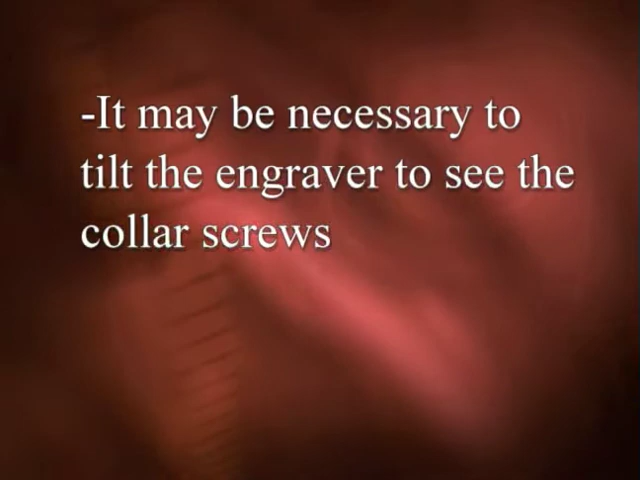 -It may be necessary to
tilt the engraver to see the
collar screws